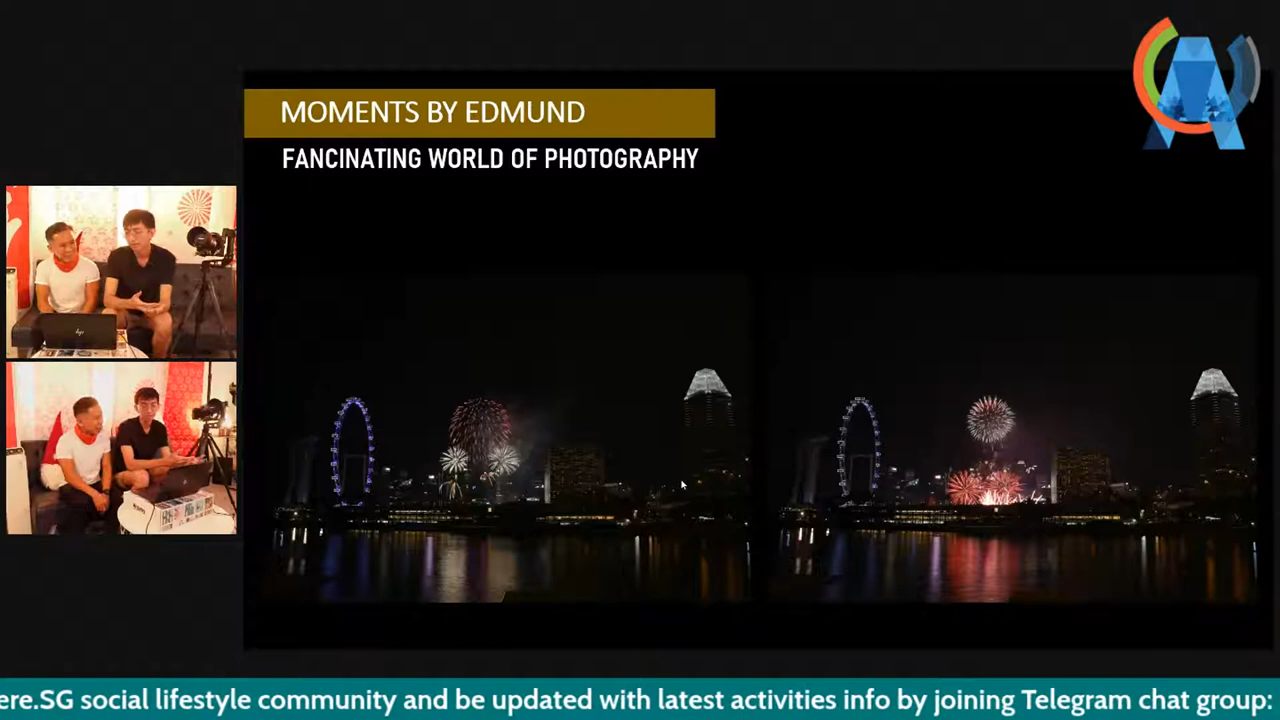 MOMENTS BY EDMUND
FANCINATING WORLD OF PHOTOGRAPHY
ere.SG social lifestyle community and be updated with latest activities info by joining Telegram chat group: